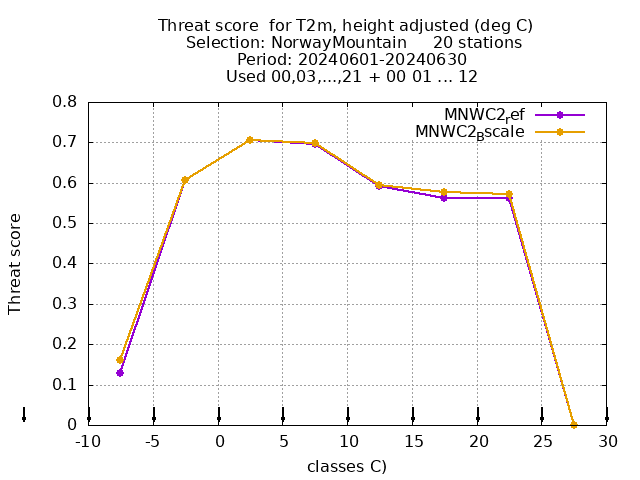 Threat score  for T2m, height adjusted (deg C)
Selection: NorwayMountain     20 stations
Period: 20240601-20240630
Used 00,03,...,21 + 00 01 ... 12
MNWC2ref
MNWC2Bscale
Threat score
0.8
0.7
0.6
0.5
0.4
0.3
0.2
0.1
0
-10 -5 0 5 10 15 20 25 30
classes C)